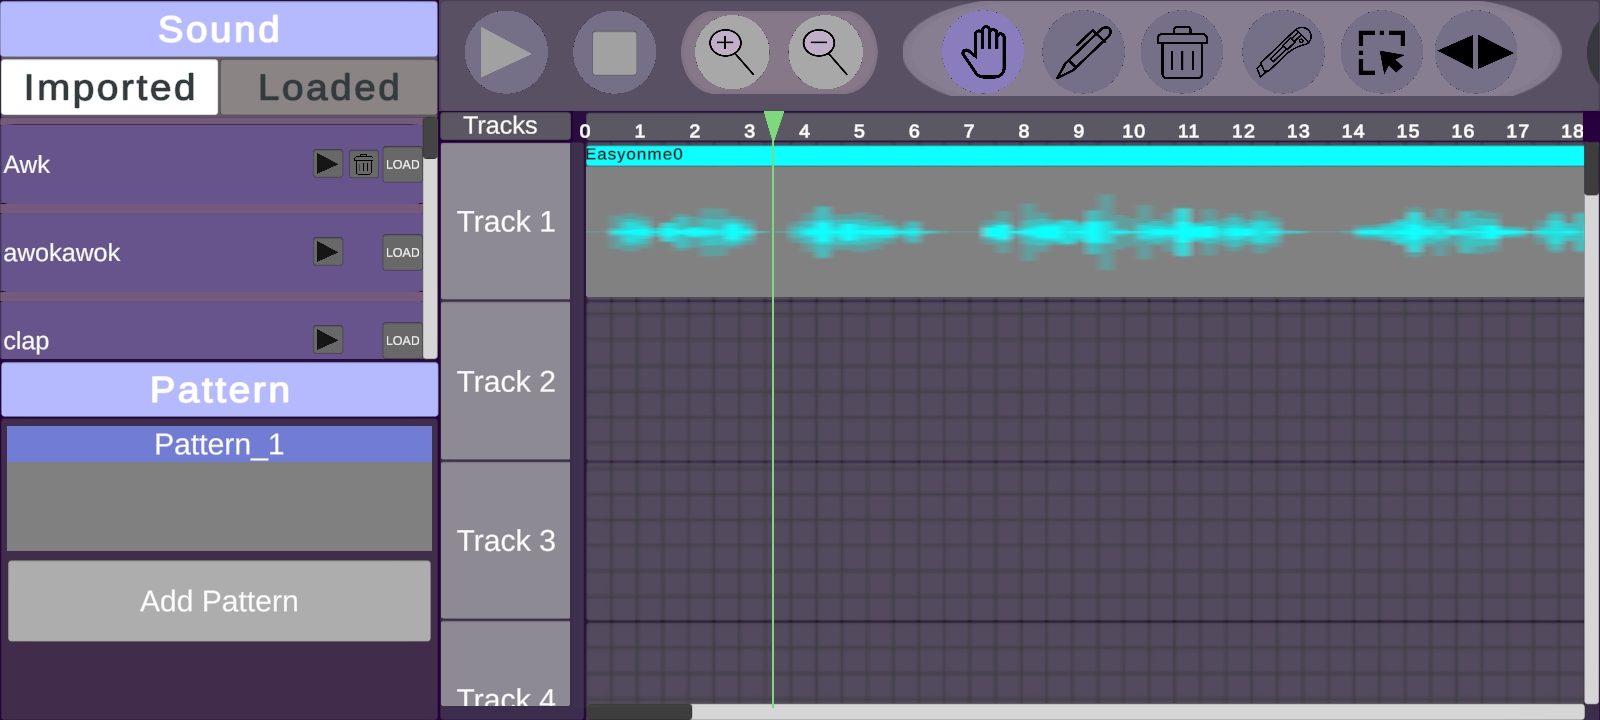 Sound
Imported Loaded
Awk LOAD
awokawok LOAD
clap LOAD
Pattern
Pattern_1
Add Pattern
Tracks 0 1 2 3 4 5 6 7 8 9 10 11 12 13 14 15 16 17 18
Easyonme0
Track 1
Track 2
Track 3
Track 4